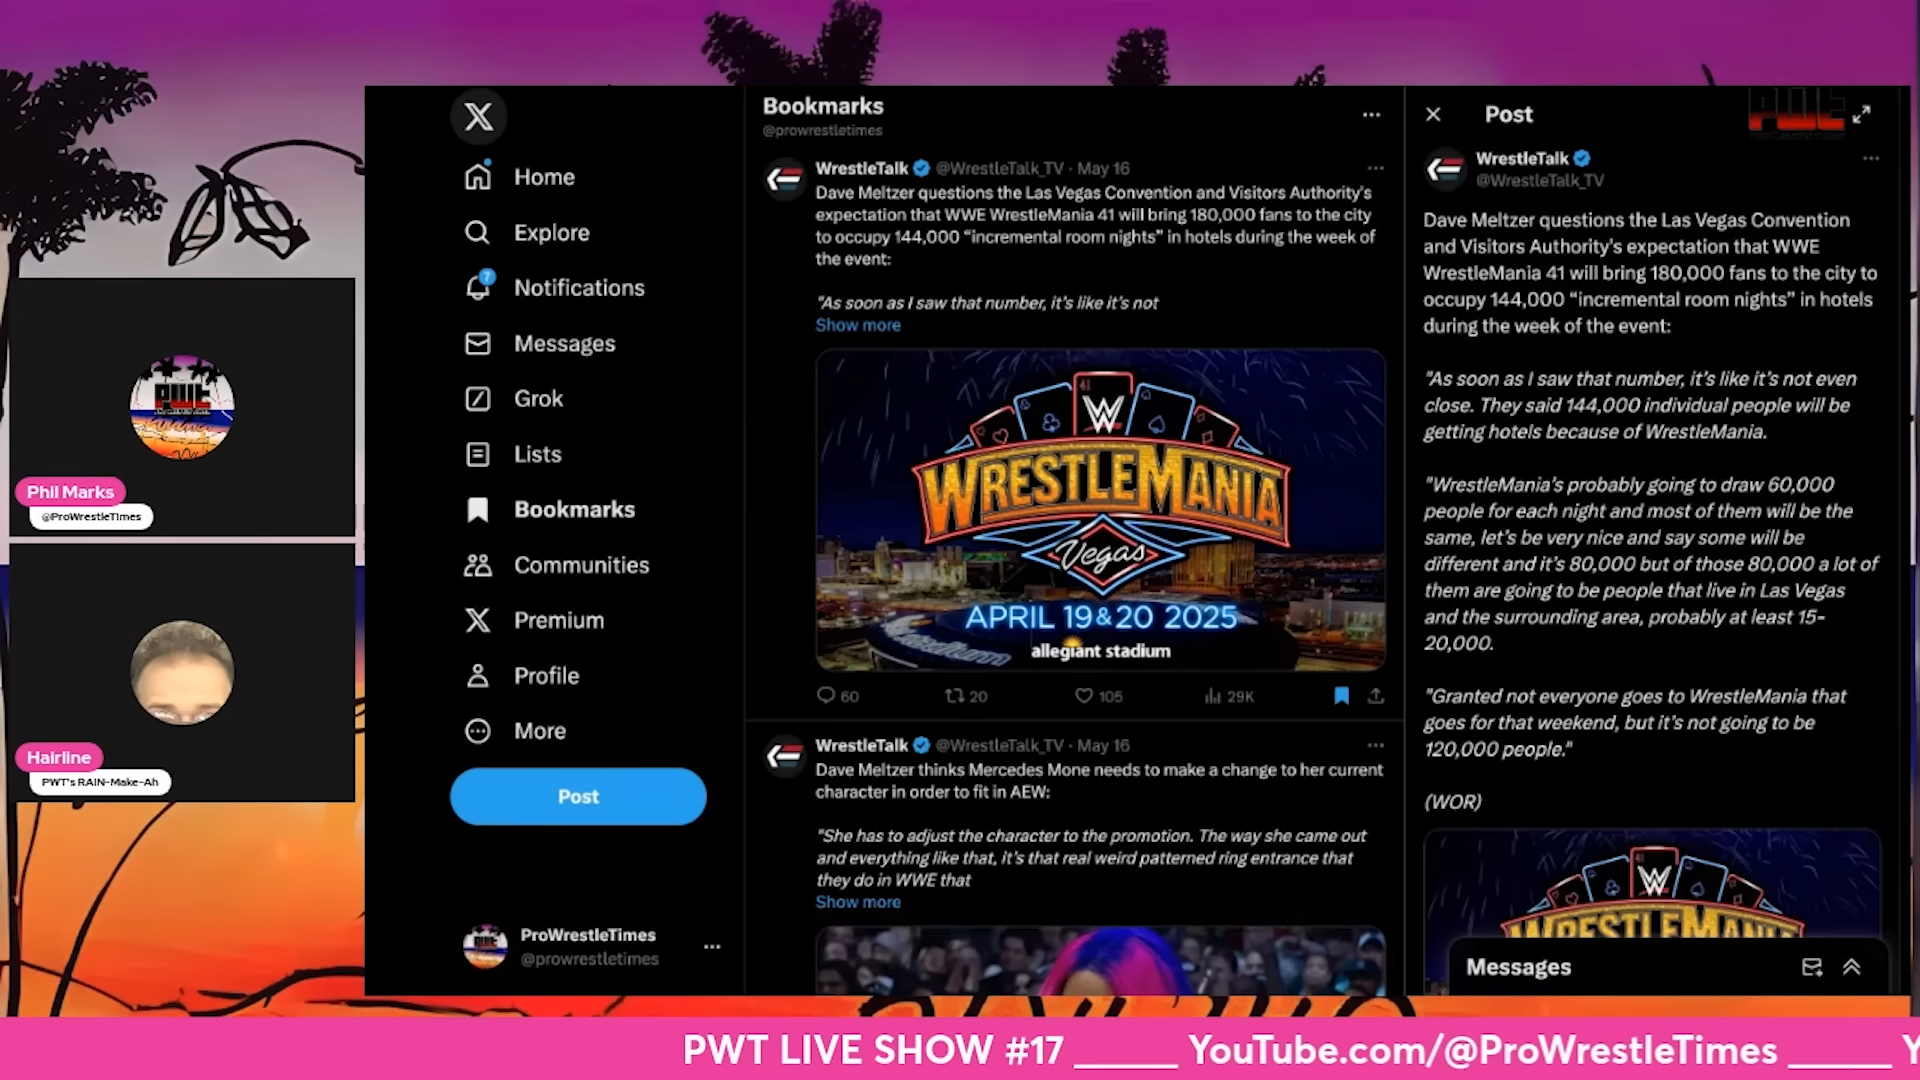 Phil Marks
@ProWrestleTimes
Hairline
PWT's RAIN-Make-Ah
Home
Explore
7
Notifications
Messages
Grok
Lists
Bookmarks
Communities
Premium
Profile
More
Post
ProWrestleTimes
@prowrestletimes
Bookmarks
@prowrestletimes
WrestleTalk @WrestleTalk_TV · May 16
Dave Meltzer questions the Las Vegas Convention and Visitors Authority's
expectation that WWE WrestleMania 41 will bring 180,000 fans to the city
to occupy 144,000 “incremental room nights” in hotels during the week of
the event:
"As soon as I saw that number, it's like it's not
Show more
41
W
WRESTLEMANIA
Vegas
APRIL 19 & 20 2025
allegiant stadium
60
20
105
29K
WrestleTalk @WrestleTalk_TV · May 16
Dave Meltzer thinks Mercedes Mone needs to make a change to her current
character in order to fit in AEW:
"She has to adjust the character to the promotion. The way she came out
and everything like that, it's that real weird patterned ring entrance that
they do in WWE that
Show more
Post
WrestleTalk
@WrestleTalk_TV
Dave Meltzer questions the Las Vegas Convention
and Visitors Authority's expectation that WWE
WrestleMania 41 will bring 180,000 fans to the city to
occupy 144,000 “incremental room nights” in hotels
during the week of the event:
"As soon as I saw that number, it's like it's not even
close. They said 144,000 individual people will be
getting hotels because of WrestleMania.
"WrestleMania's probably going to draw 60,000
people for each night and most of them will be the
same, let's be very nice and say some will be
different and it's 80,000 but of those 80,000 a lot of
them are going to be people that live in Las Vegas
and the surrounding area, probably at least 15-
20,000.
"Granted not everyone goes to WrestleMania that
goes for that weekend, but it's not going to be
120,000 people."
(WOR)
W
WRESTLEMANIA
Messages
PWT LIVE SHOW #17 ______ YouTube.com/@ProWrestleTimes ______ Y